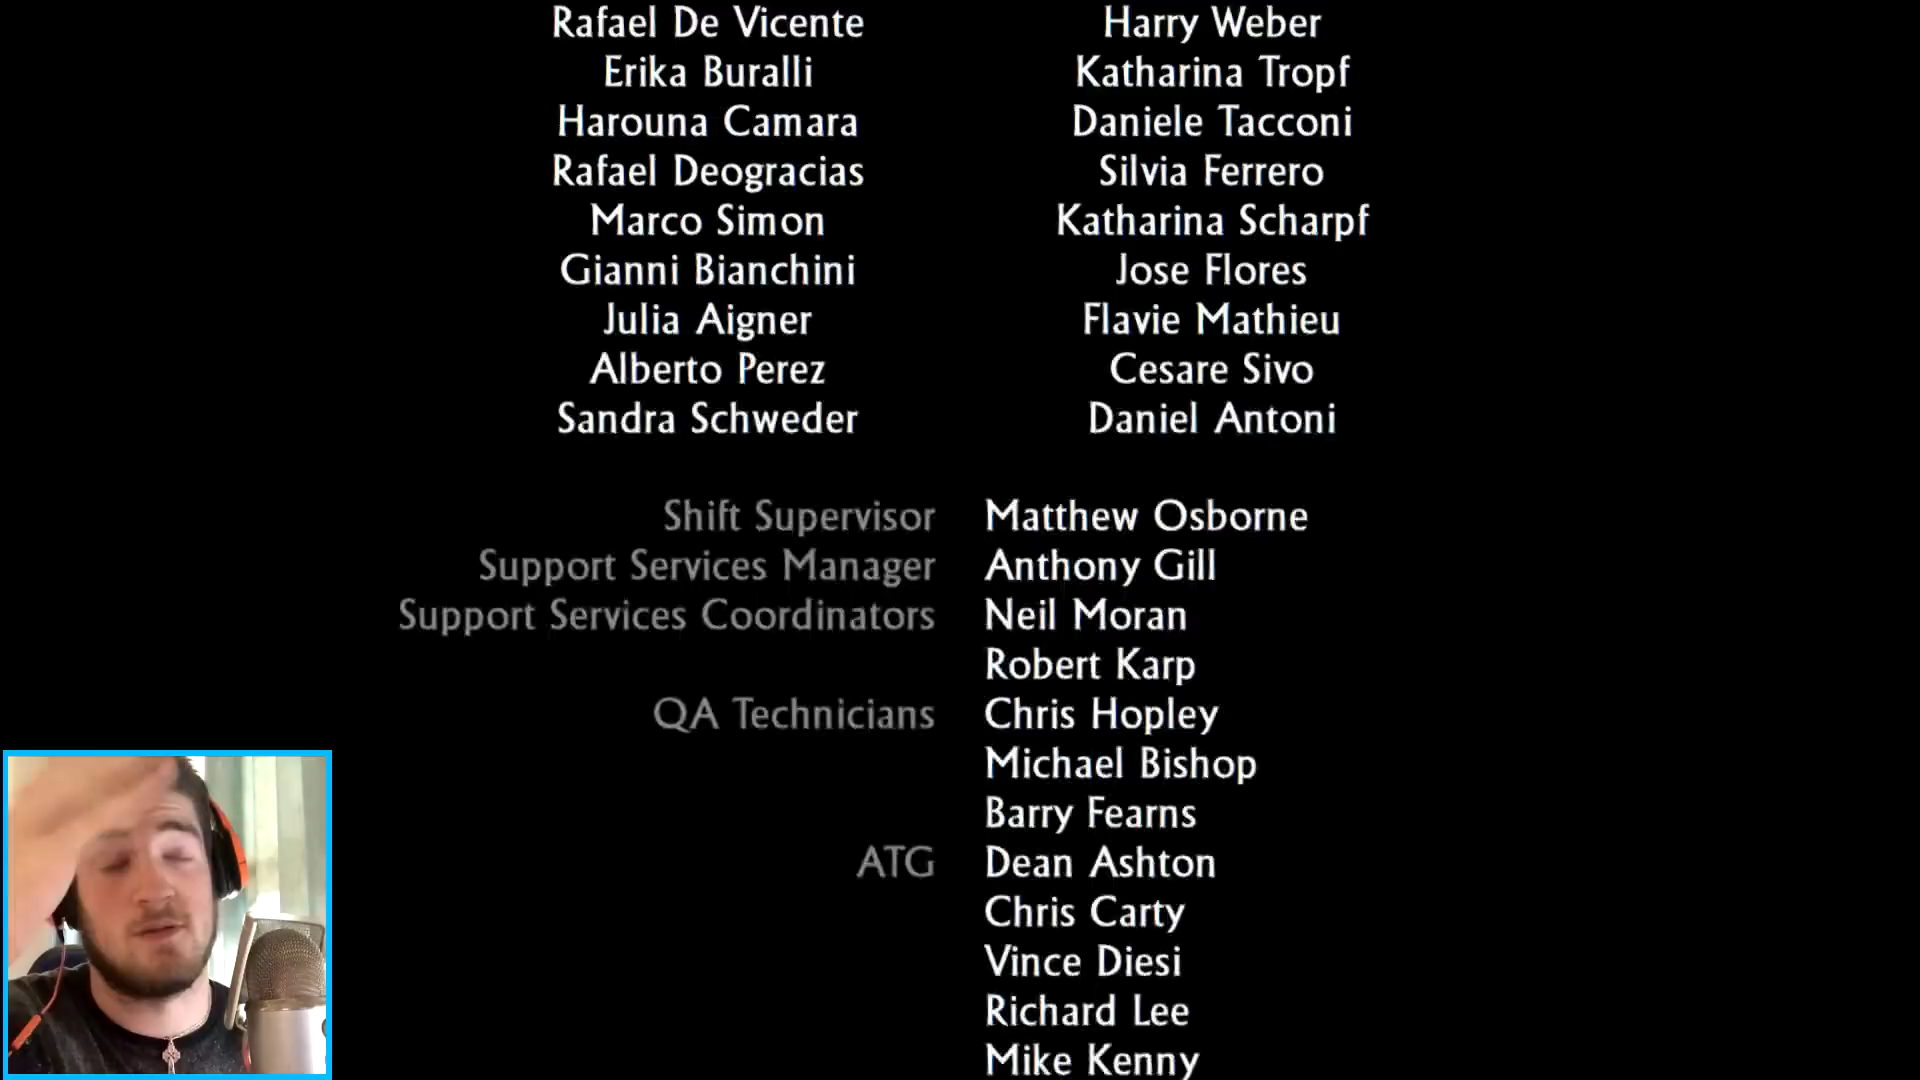 Rafael De Vicente Harry Weber
Erika Buralli Katharina Tropf
Harouna Camara Daniele Tacconi
Rafael Deogracias Silvia Ferrero
Marco Simon Katharina Scharpf
Gianni Bianchini Jose Flores
Julia Aigner Flavie Mathieu
Alberto Perez Cesare Sivo
Sandra Schweder Daniel Antoni
Shift Supervisor Matthew Osborne
Support Services Manager Anthony Gill
Support Services Coordinators Neil Moran
Robert Karp
QA Technicians Chris Hopley
Michael Bishop
Barry Fearns
ATG Dean Ashton
Chris Carty
Vince Diesi
Richard Lee
Mike Kenny